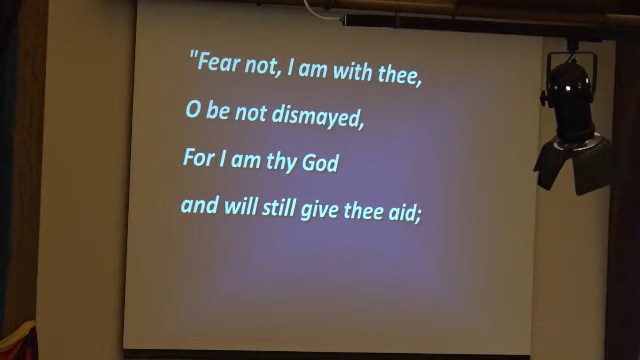 "Fear not, I am with thee,
O be not dismayed,
For I am thy God
and will still give thee aid;